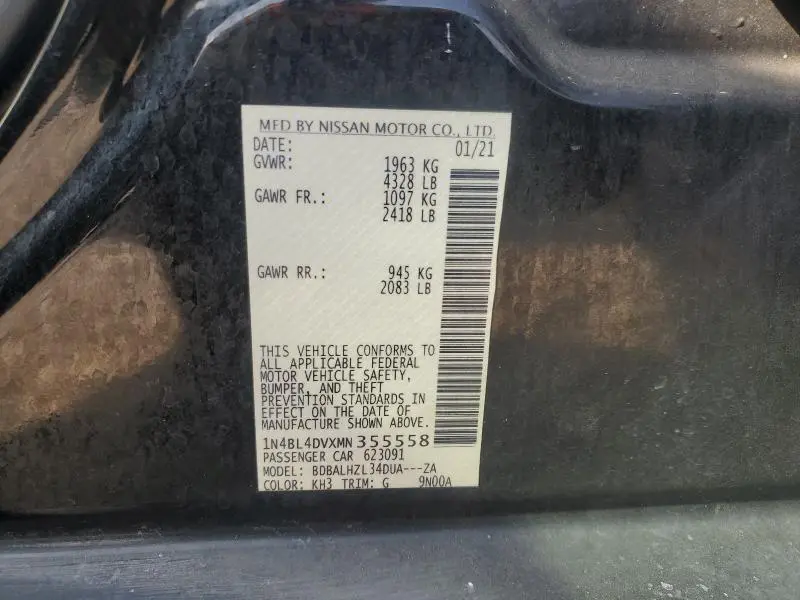 MFD BY NISSAN MOTOR CO., LTD.
DATE: 01/21
GVWR: 1963 KG
4328 LB
GAWR FR.: 1097 KG
2418 LB
GAWR RR.: 945 KG
2083 LB
THIS VEHICLE CONFORMS TO
ALL APPLICABLE FEDERAL
MOTOR VEHICLE SAFETY,
BUMPER, AND THEFT
PREVENTION STANDARDS IN
EFFECT ON THE DATE OF
MANUFACTURE SHOWN ABOVE.
1N4BL4DVXMN355558
PASSENGER CAR 623091
MODEL: BDBALHZL34DUA---ZA
COLOR: KH3 TRIM: G 9N00A